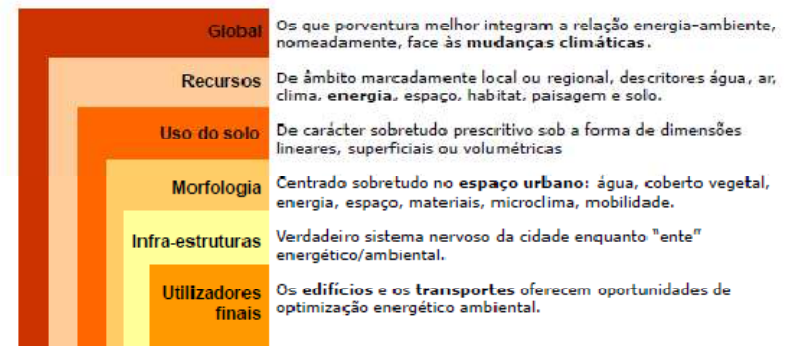 Global
Os que porventura melhor integram a relação energia-ambiente,
nomeadamente, face às mudanças climáticas.
Recursos
De âmbito marcadamente local ou regional, descritores água, ar,
clima, energia, espaço, habitat, paisagem e solo.
Uso do solo
De carácter sobretudo prescritivo sob a forma de dimensões
lineares, superficiais ou volumétricas
Morfologia
Centrado sobretudo no espaço urbano: água, coberto vegetal,
energia, espaço, materiais, microclima, mobilidade.
Infra-estruturas
Verdadeiro sistema nervoso da cidade enquanto "ente"
energético/ambiental.
Utilizadores
finais
Os edifícios e os transportes oferecem oportunidades de
optimização energético ambiental.